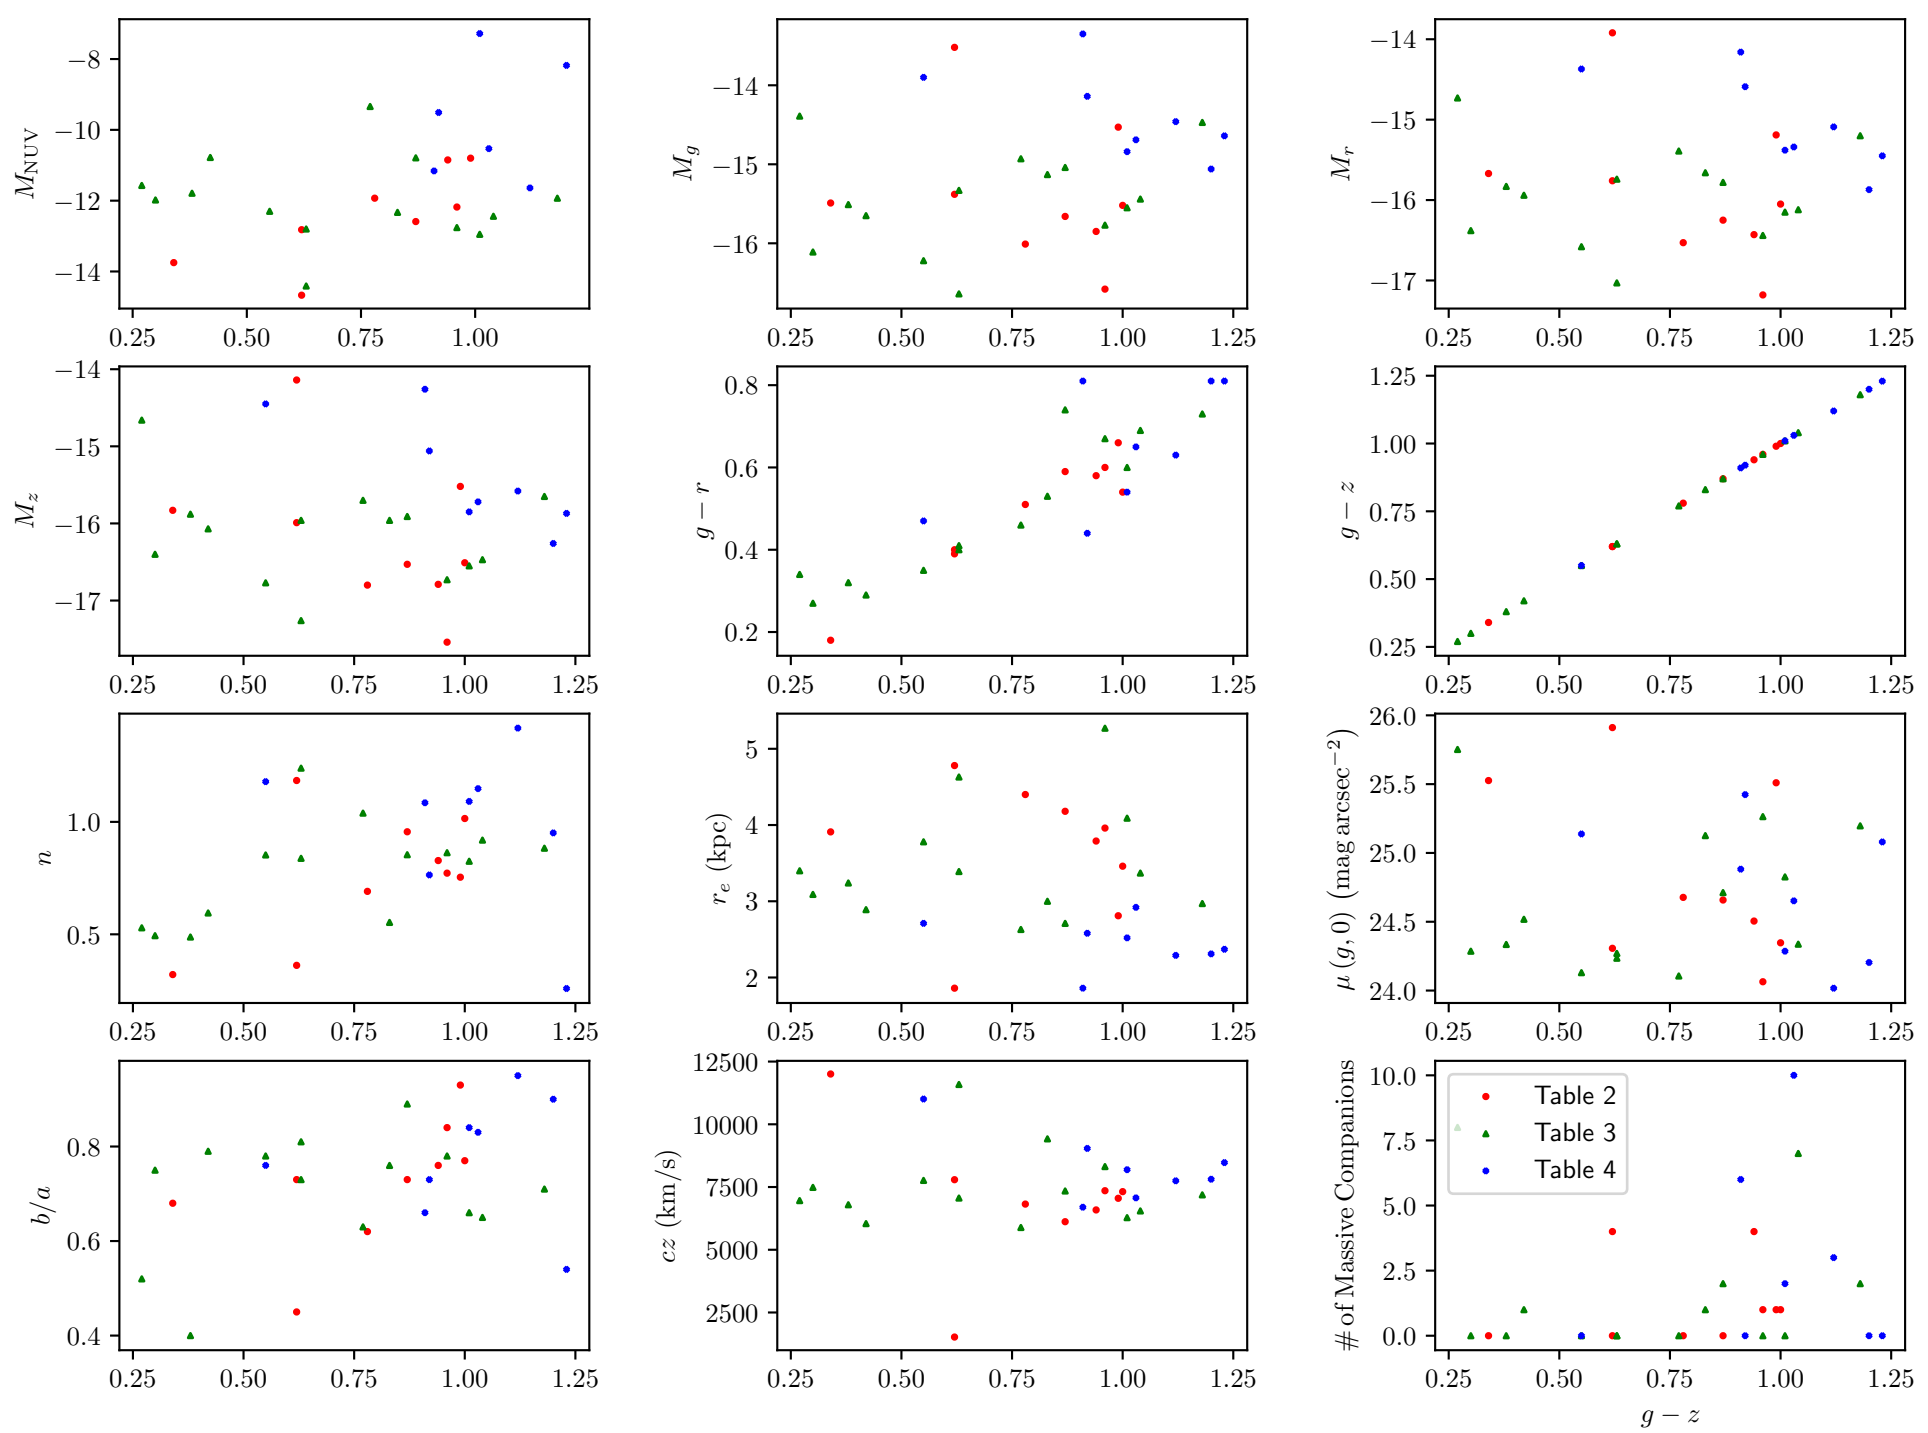 M_NUV
−8
−10
−12
−14
0.25 0.50 0.75 1.00
M_g
−14
−15
−16
0.25 0.50 0.75 1.00 1.25
M_r
−14
−15
−16
−17
0.25 0.50 0.75 1.00 1.25
M_z
−14
−15
−16
−17
0.25 0.50 0.75 1.00 1.25
g − r
0.8
0.6
0.4
0.2
0.25 0.50 0.75 1.00 1.25
g − z
1.25
1.00
0.75
0.50
0.25
0.25 0.50 0.75 1.00 1.25
n
1.0
0.5
0.25 0.50 0.75 1.00 1.25
r_e (kpc)
5
4
3
2
0.25 0.50 0.75 1.00 1.25
μ (g, 0) (mag arcsec⁻²)
26.0
25.5
25.0
24.5
24.0
0.25 0.50 0.75 1.00 1.25
b/a
0.8
0.6
0.4
0.25 0.50 0.75 1.00 1.25
cz (km/s)
12500
10000
7500
5000
2500
0.25 0.50 0.75 1.00 1.25
# of Massive Companions
10.0
7.5
5.0
2.5
0.0
Table 2
Table 3
Table 4
0.25 0.50 0.75 1.00 1.25
g − z